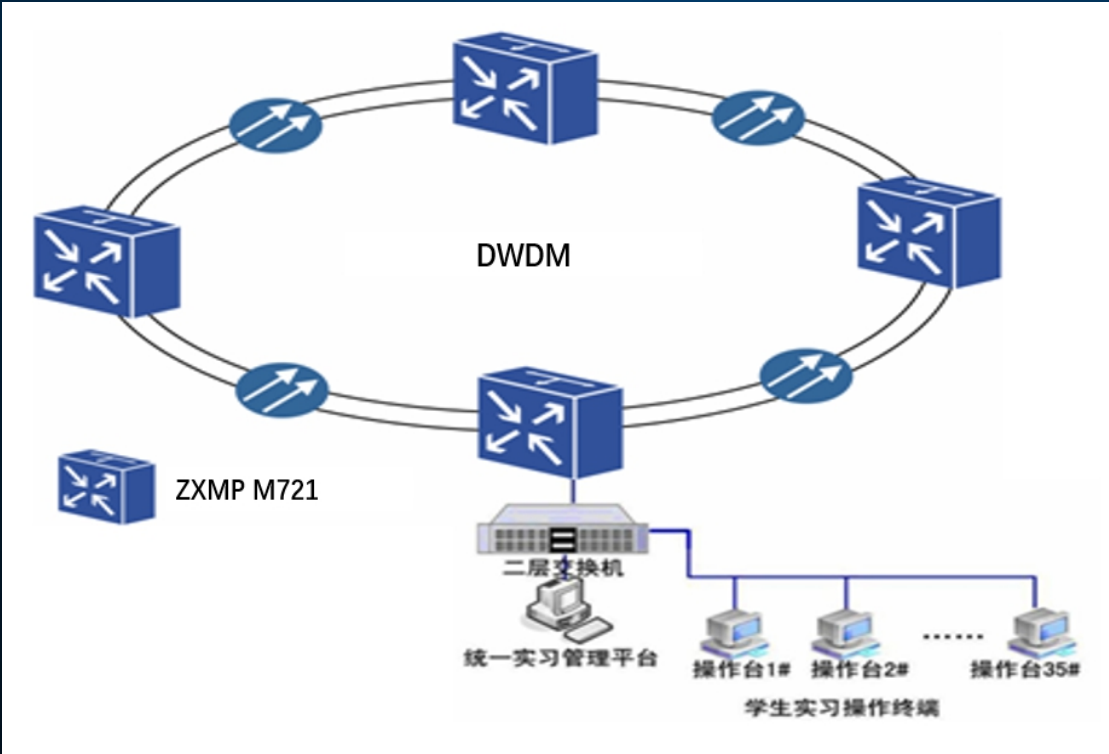 DWDM
ZXMP M721
二层交换机
统一实习管理平台
操作台1#
操作台2#
......
操作台35#
学生实习操作终端